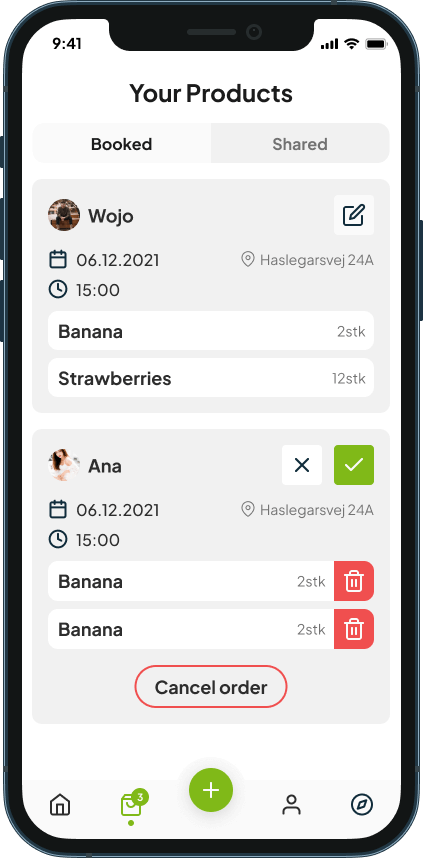 9:41
Your Products
Booked Shared
Wojo
06.12.2021 Haslegarsvej 24A
15:00
Banana 2stk
Strawberries 12stk
Ana
06.12.2021 Haslegarsvej 24A
15:00
Banana 2stk
Banana 2stk
Cancel order
3